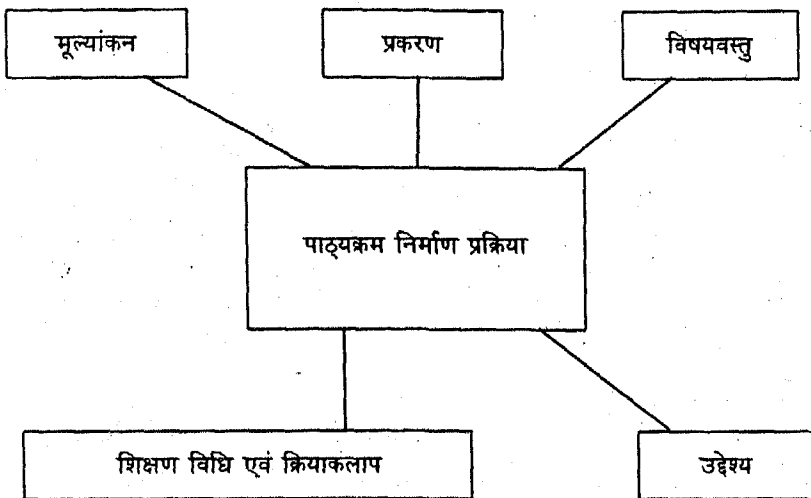 मूल्यांकन
प्रकरण
विषयवस्तु
पाठ्यक्रम निर्माण प्रक्रिया
शिक्षण विधि एवं क्रियाकलाप
उद्देश्य